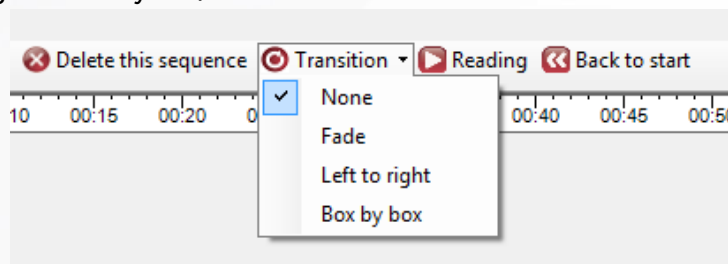 Delete this sequence Transition Reading Back to start
10 00:15 00:20 00:40 00:45
None
Fade
Left to right
Box by box